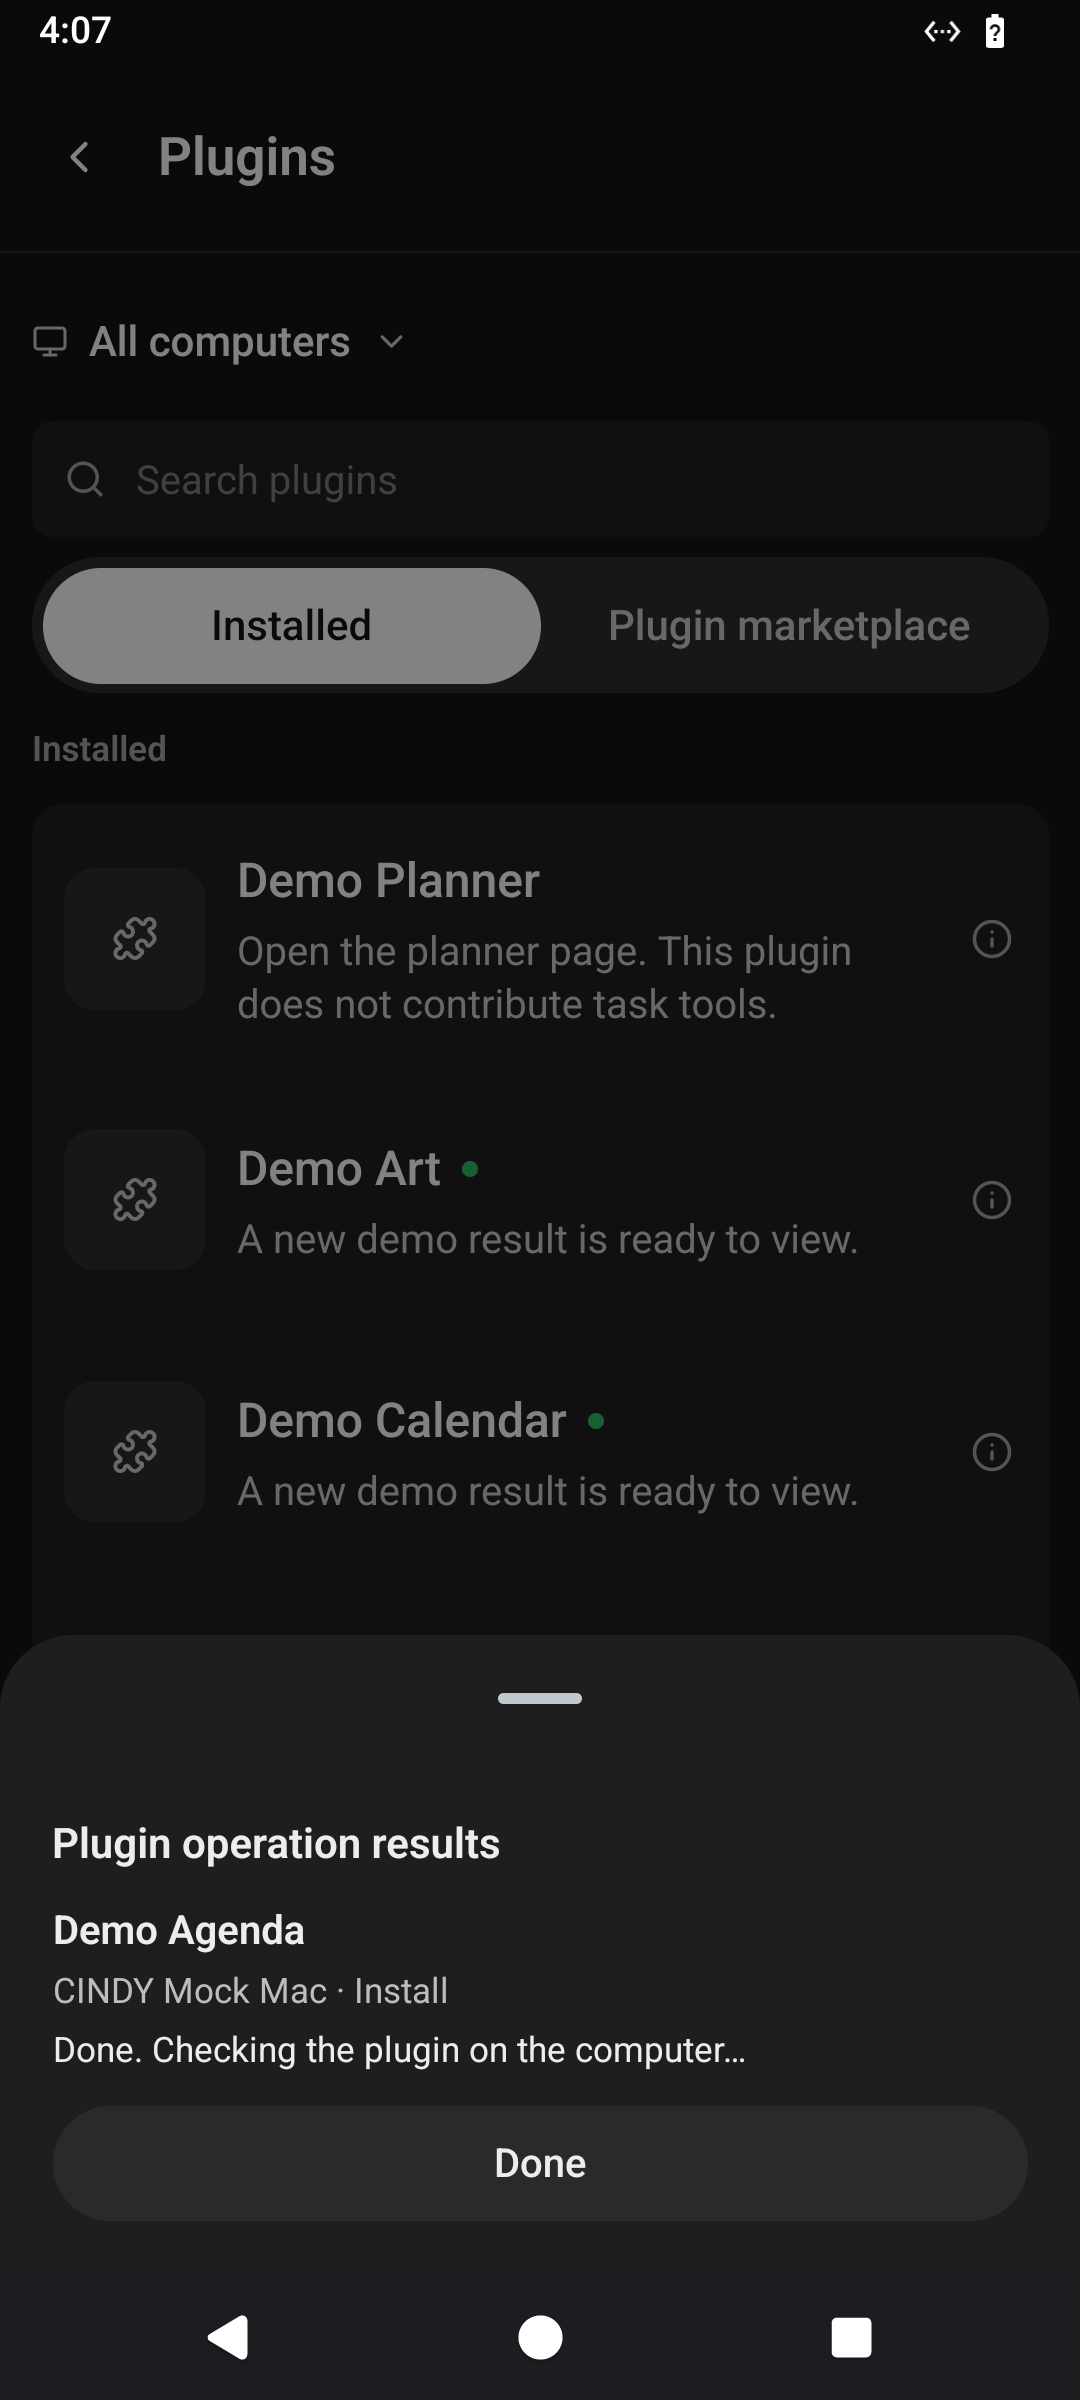 4:07
Plugins
All computers
Search plugins
Installed
Plugin marketplace
Installed
Demo Planner
Open the planner page. This plugin
does not contribute task tools.
Demo Art
A new demo result is ready to view.
Demo Calendar
A new demo result is ready to view.
Plugin operation results
Demo Agenda
CINDY Mock Mac · Install
Done. Checking the plugin on the computer…
Done